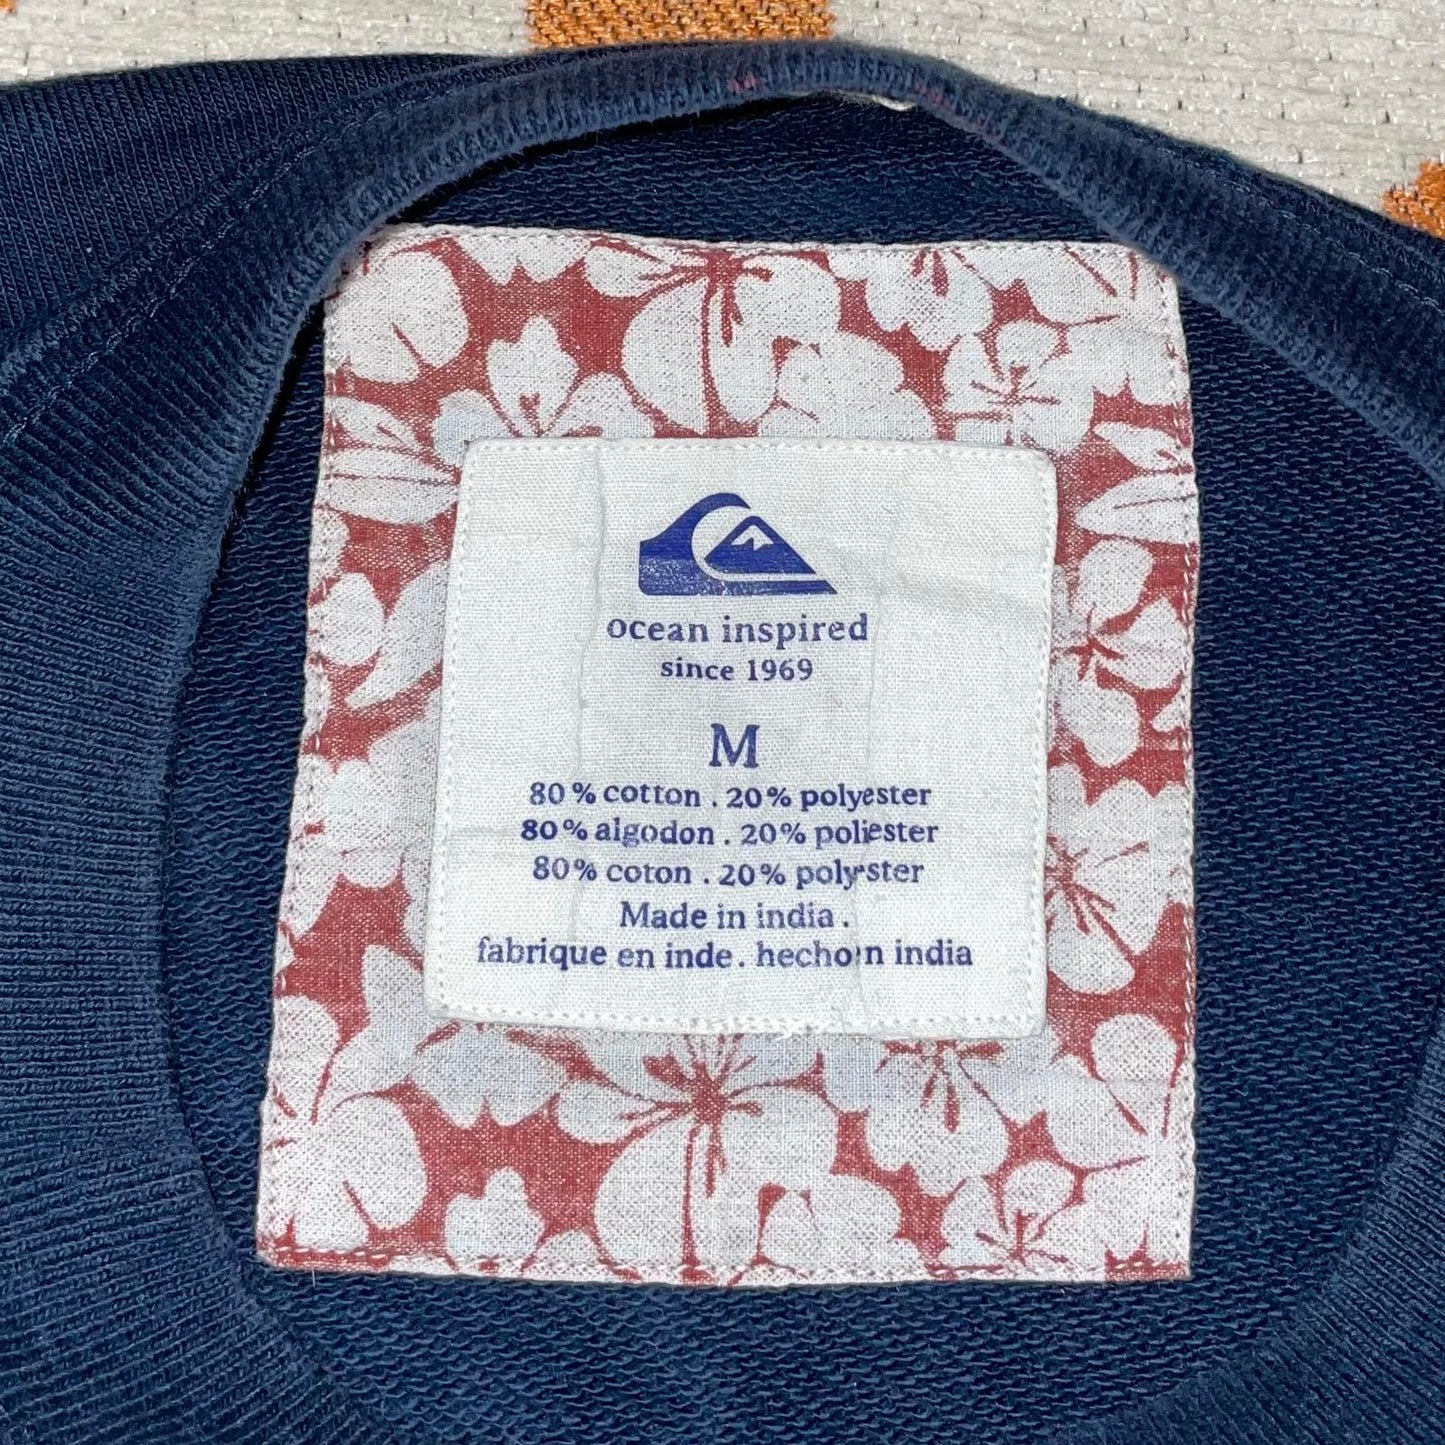 ocean inspired
since 1969
M
80% cotton . 20% polyester
80% algodon . 20% poliester
80% coton . 20% polyester
Made in india .
fabrique en inde . hecho in india